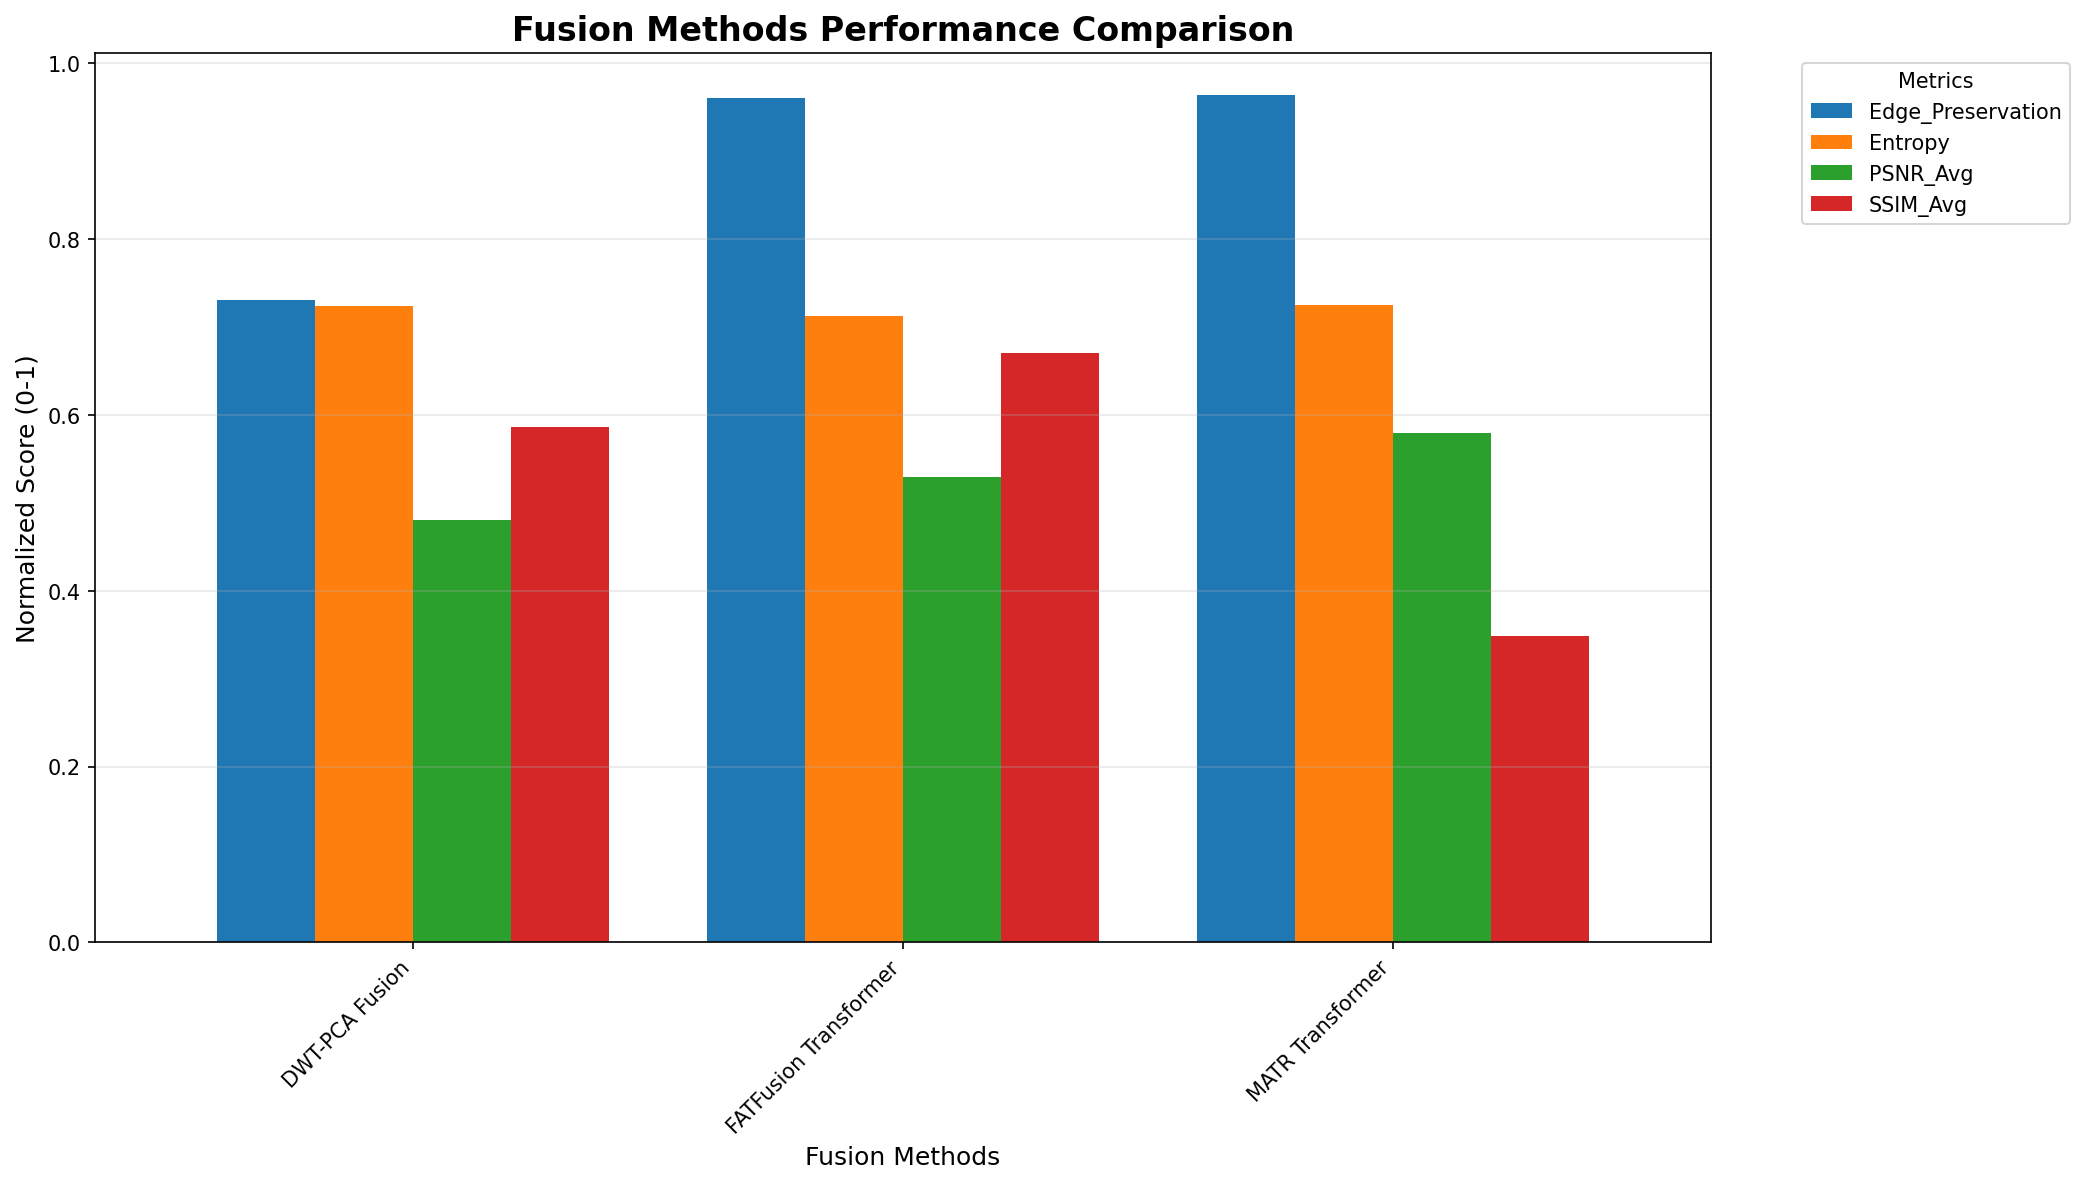 Fusion Methods Performance Comparison
Metrics
Edge_Preservation
Entropy
PSNR_Avg
SSIM_Avg
Normalized Score (0-1)
1.0
0.8
0.6
0.4
0.2
0.0
DWT-PCA Fusion
FATFusion Transformer
MATR Transformer
Fusion Methods